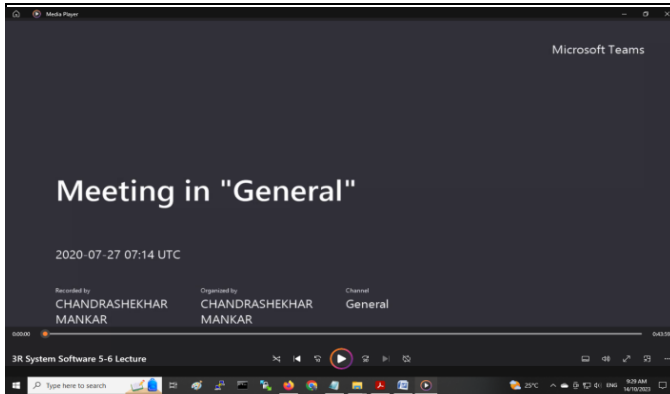 Media Player
Microsoft Teams
Meeting in "General"
2020-07-27 07:14 UTC
Recorded by
CHANDRASHEKHAR
MANKAR
Organized by
CHANDRASHEKHAR
MANKAR
Channel
General
0:00:00
0:43:59
3R System Software 5-6 Lecture
Type here to search
25°C
ENG
9:29 AM
14/10/2023